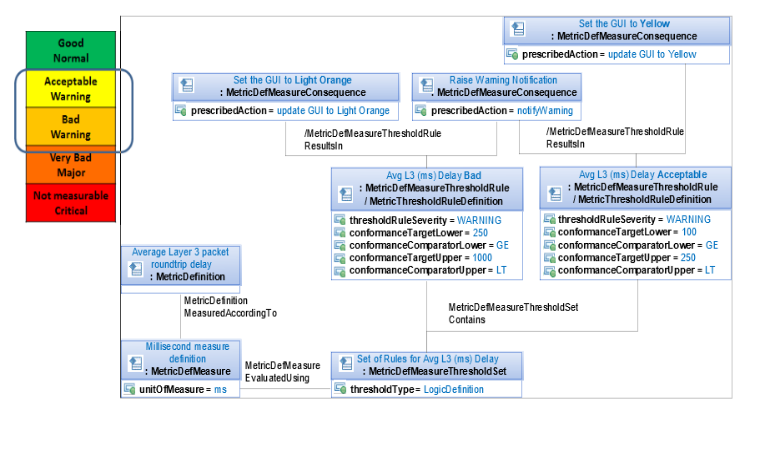 Good
Normal
Acceptable
Warning
Bad
Warning
Very Bad
Major
Not measurable
Critical
Set the GUI to Yellow
: MetricDefMeasureConsequence
prescribedAction = update GUI to Yellow
Set the GUI to Light Orange
: MetricDefMeasureConsequence
prescribedAction = update GUI to Light Orange
Raise Warning Notification
: MetricDefMeasureConsequence
prescribedAction = notifyWarning
/MetricDefMeasureThresholdRule
ResultsIn
/MetricDefMeasureThresholdRule
ResultsIn
Avg L3 (ms) Delay Bad
: MetricDefMeasureThresholdRule
/ MetricThresholdRuleDefinition
thresholdRuleSeverity = WARNING
conformanceTargetLower = 250
conformanceComparatorLower = GE
conformanceTargetUpper = 1000
conformanceComparatorUpper = LT
Avg L3 (ms) Delay Acceptable
: MetricDefMeasureThresholdRule
/ MetricThresholdRuleDefinition
thresholdRuleSeverity = WARNING
conformanceTargetLower = 100
conformanceComparatorLower = GE
conformanceTargetUpper = 250
conformanceComparatorUpper = LT
Average Layer 3 packet
roundtrip delay
: MetricDefinition
MetricDefinition
MeasuredAccordingTo
MetricDefMeasureThresholdSet
Contains
Millisecond measure
definition
: MetricDefMeasure
unitOfMeasure = ms
MetricDefMeasure
EvaluatedUsing
Set of Rules for Avg L3 (ms) Delay
: MetricDefMeasureThresholdSet
thresholdType= LogicDefinition